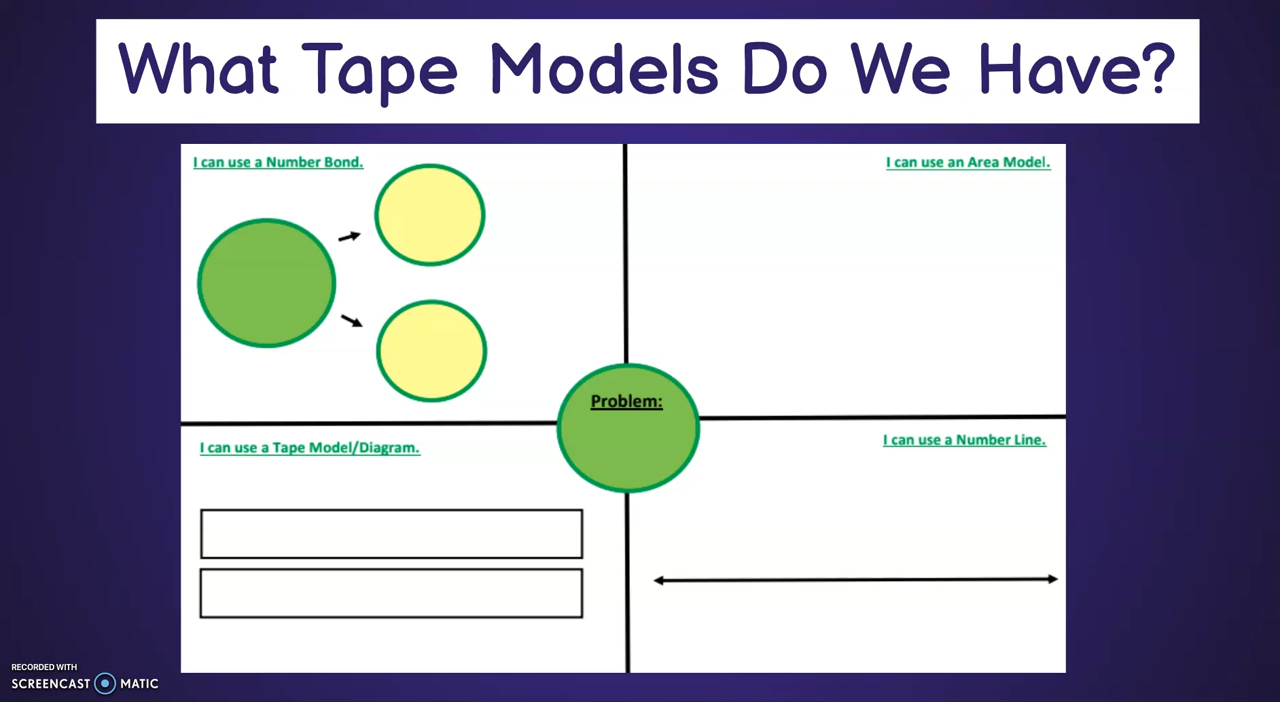 What Tape Models Do We Have?
I can use a Number Bond.
I can use an Area Model.
Problem:
I can use a Tape Model/Diagram.
I can use a Number Line.
RECORDED WITH
SCREENCAST MATIC